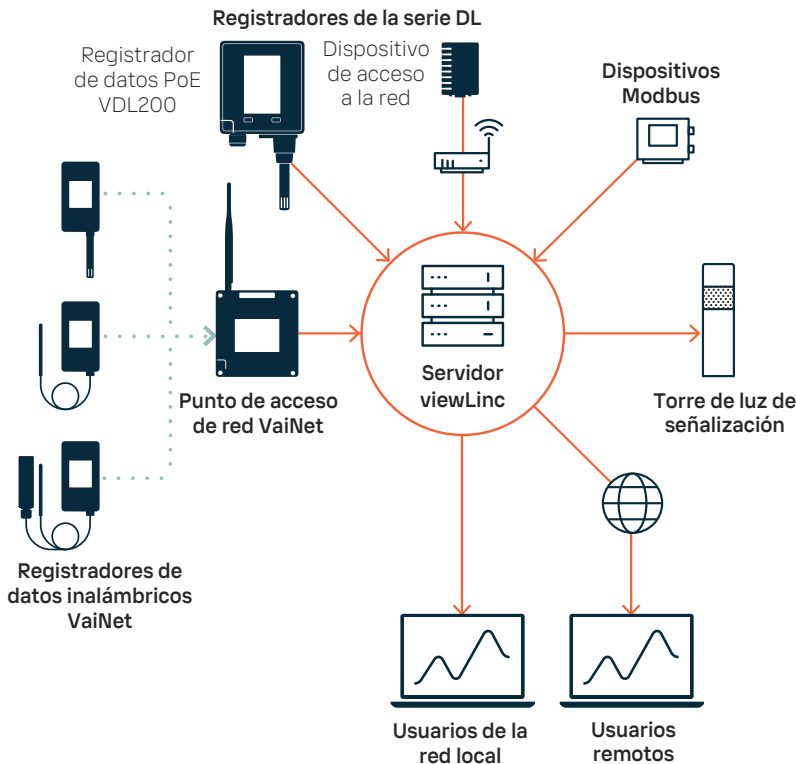 Registradores de la serie DL
Registrador
de datos PoE
VDL200
Dispositivo
de acceso
a la red
Dispositivos
Modbus
Servidor
viewLinc
Punto de acceso
de red VaiNet
Torre de luz de
señalización
Registradores de
datos inalámbricos
VaiNet
Usuarios de la
red local
Usuarios
remotos